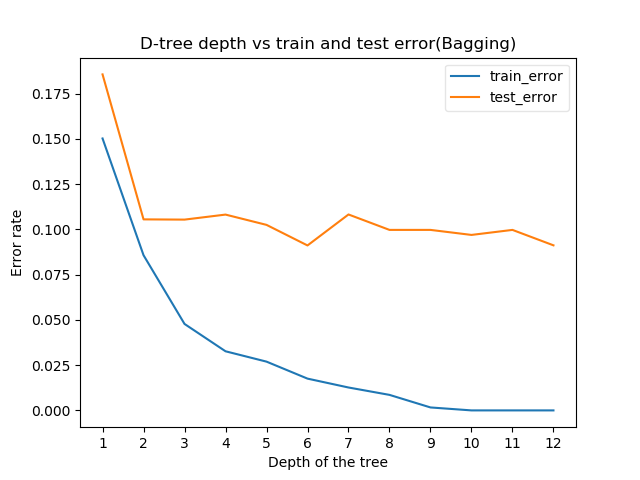 D-tree depth vs train and test error(Bagging)
train_error
test_error
0.175
0.150
0.125
0.100
0.075
0.050
0.025
0.000
Error rate
1 2 3 4 5 6 7 8 9 10 11 12
Depth of the tree